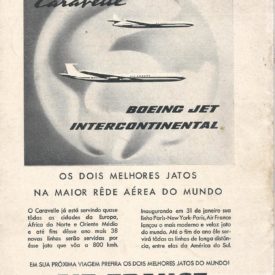 Caravelle
BOEING JET
INTERCONTINENTAL
OS DOIS MELHORES JATOS
NA MAIOR RÊDE AÉREA DO MUNDO
O Caravelle já está servindo quase
tôdas as cidades da Europa,
África do Norte e Oriente Médio
e até fins dêsse ano mais 38
novas linhas serão servidas por
êsse jato que vôa a 800 kmh.
Inaugurando em 31 de janeiro sua
linha Paris-New York-Paris, Air France
lançou o mais moderno e veloz jato
do mundo. Até o fim do ano êle ser-
virá tôdas as linhas de longa distân-
cia, entre elas da América do Sul.
EM SUA PRÓXIMA VIAGEM PREFIRA OS DOIS MELHORES JATOS DO MUNDO!
AIR FRANCE